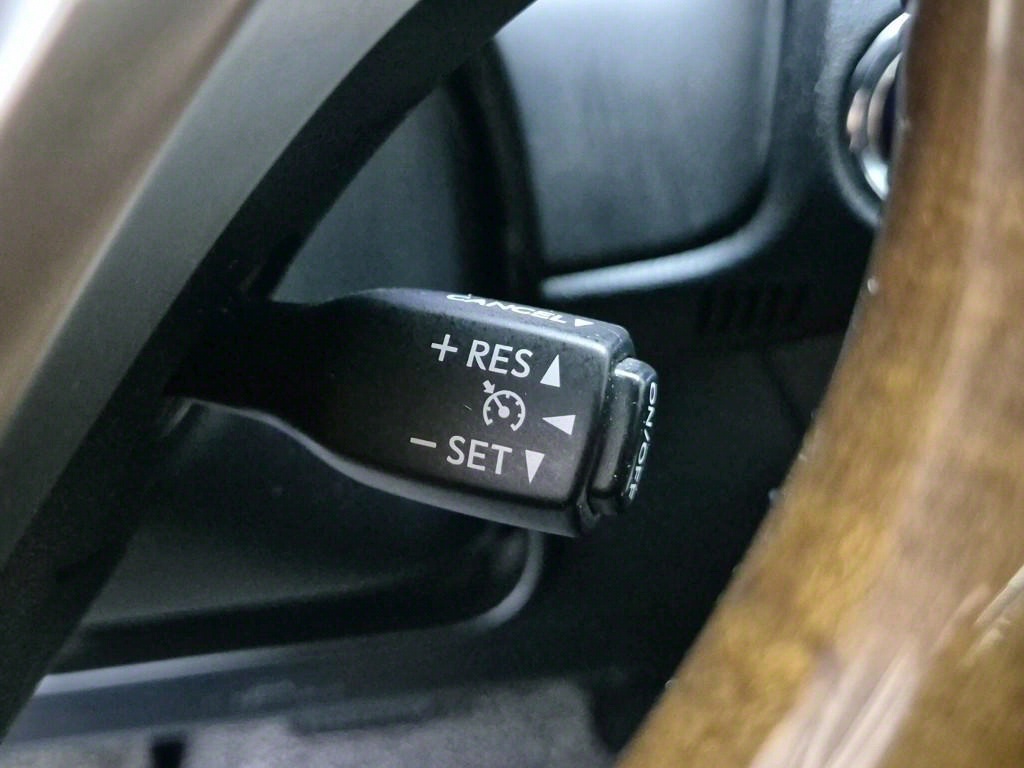 CANCEL▼
+ RES ▲
◀
− SET ▼
ON/OFF